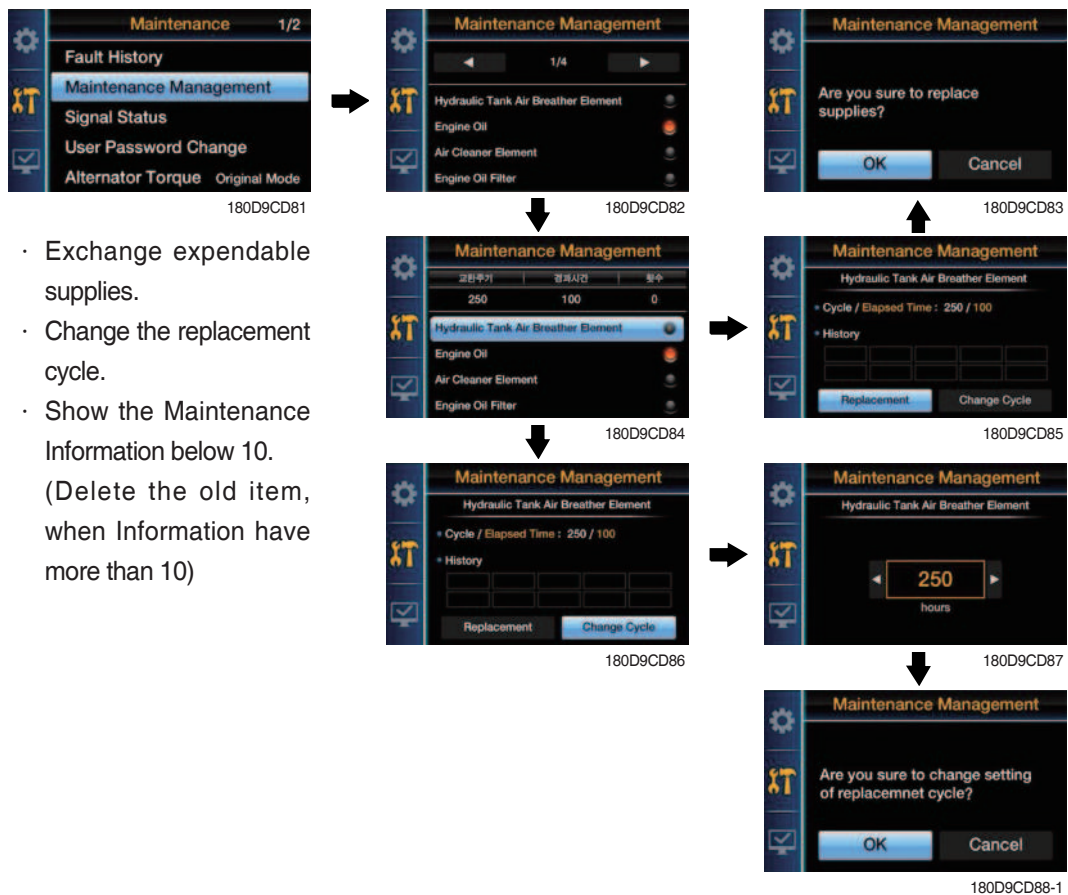 Maintenance 1/2
Fault History
Maintenance Management
Signal Status
User Password Change
Alternator Torque Original Mode
180D9CD81
· Exchange expendable
supplies.
· Change the replacement
cycle.
· Show the Maintenance
Information below 10.
(Delete the old item,
when Information have
more than 10)
Maintenance Management
◀ 1/4 ▶
Hydraulic Tank Air Breather Element
Engine Oil
Air Cleaner Element
Engine Oil Filter
180D9CD82
Maintenance Management
Are you sure to replace
supplies?
OK Cancel
180D9CD83
Maintenance Management
교환주기 경과시간 횟수
250 100 0
Hydraulic Tank Air Breather Element
Engine Oil
Air Cleaner Element
Engine Oil Filter
180D9CD84
Maintenance Management
Hydraulic Tank Air Breather Element
Cycle / Elapsed Time : 250 / 100
History
Replacement Change Cycle
180D9CD85
Maintenance Management
Hydraulic Tank Air Breather Element
Cycle / Elapsed Time : 250 / 100
History
Replacement Change Cycle
180D9CD86
Maintenance Management
Hydraulic Tank Air Breather Element
◀ 250 ▶
hours
180D9CD87
Maintenance Management
Are you sure to change setting
of replacemnet cycle?
OK Cancel
180D9CD88-1